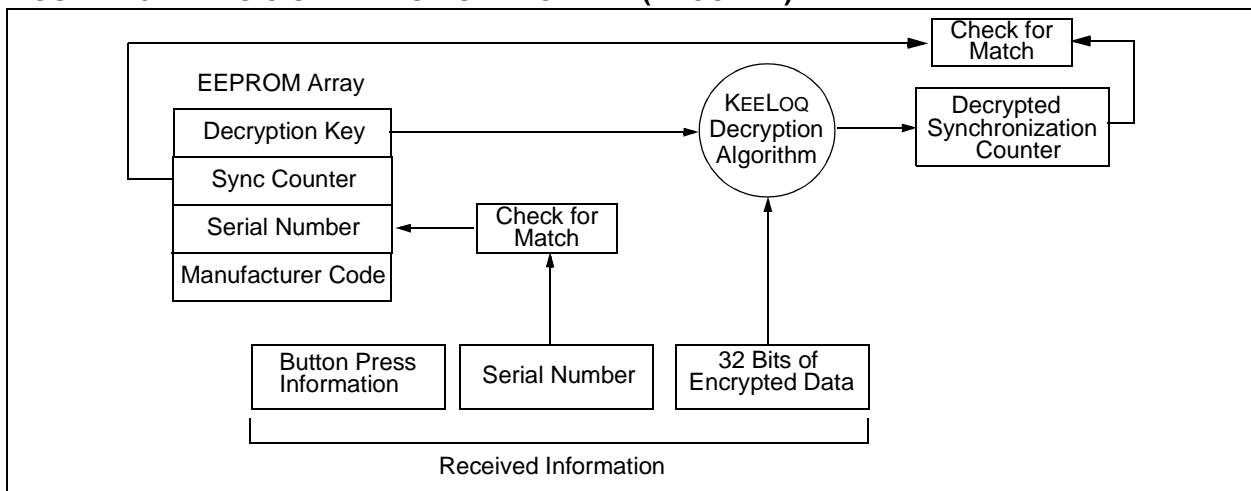 Check for
Match
EEPROM Array
KEELOQ
Decryption
Algorithm
Decryption Key
Decrypted
Synchronization
Counter
Sync Counter
Serial Number
Check for
Match
Manufacturer Code
Button Press
Information
Serial Number
32 Bits of
Encrypted Data
Received Information